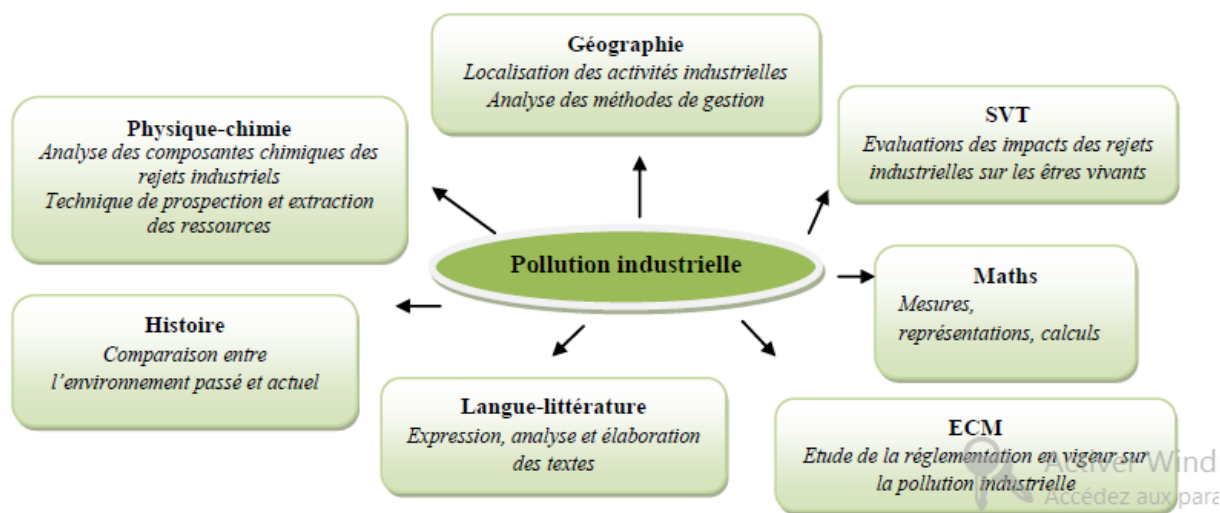 Géographie
Localisation des activités industrielles
Analyse des méthodes de gestion
Physique-chimie
Analyse des composantes chimiques des
rejets industriels
Technique de prospection et extraction
des ressources
SVT
Evaluations des impacts des rejets
industrielles sur les êtres vivants
Pollution industrielle
Maths
Mesures,
représentations, calculs
Histoire
Comparaison entre
l'environnement passé et actuel
Langue-littérature
Expression, analyse et élaboration
des textes
ECM
Etude de la réglementation en vigeur sur
la pollution industrielle
Activer Wind
Accédez aux para